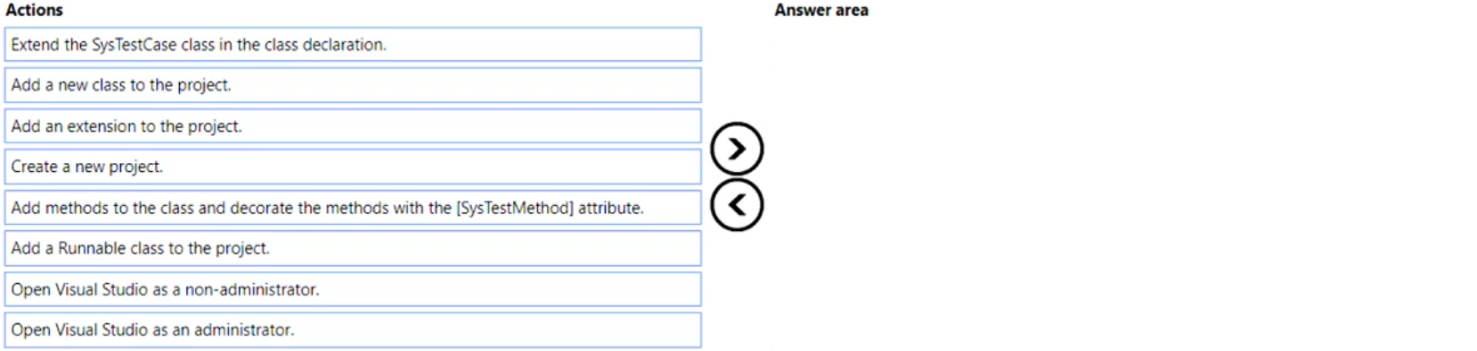 Actions
Answer area
Extend the SysTestCase class in the class declaration.
Add a new class to the project.
Add an extension to the project.
Create a new project.
Add methods to the class and decorate the methods with the [SysTestMethod] attribute.
Add a Runnable class to the project.
Open Visual Studio as a non-administrator.
Open Visual Studio as an administrator.